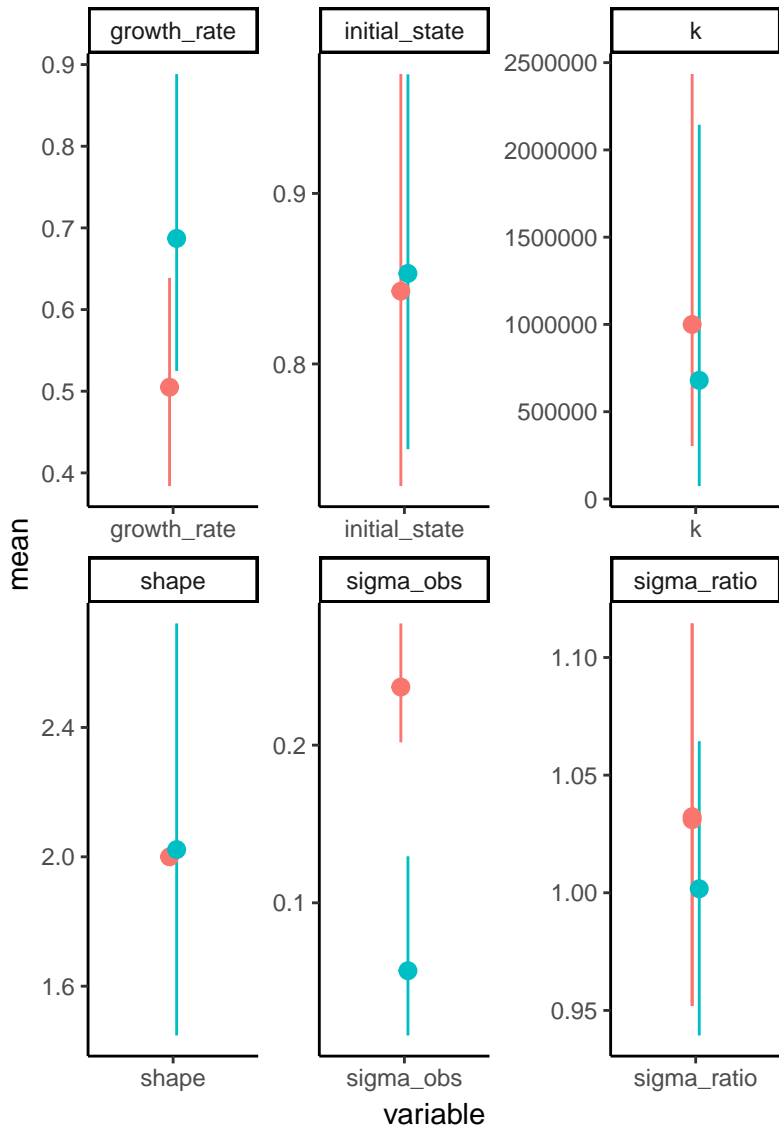 growth_rate
initial_state
k
0.9
0.8
0.7
0.6
0.5
0.4
0.9
0.8
2500000
2000000
1500000
1000000
500000
0
growth_rate
initial_state
k
mean
shape
sigma_obs
sigma_ratio
2.4
2.0
1.6
0.2
0.1
1.10
1.05
1.00
0.95
shape
sigma_obs
sigma_ratio
variable